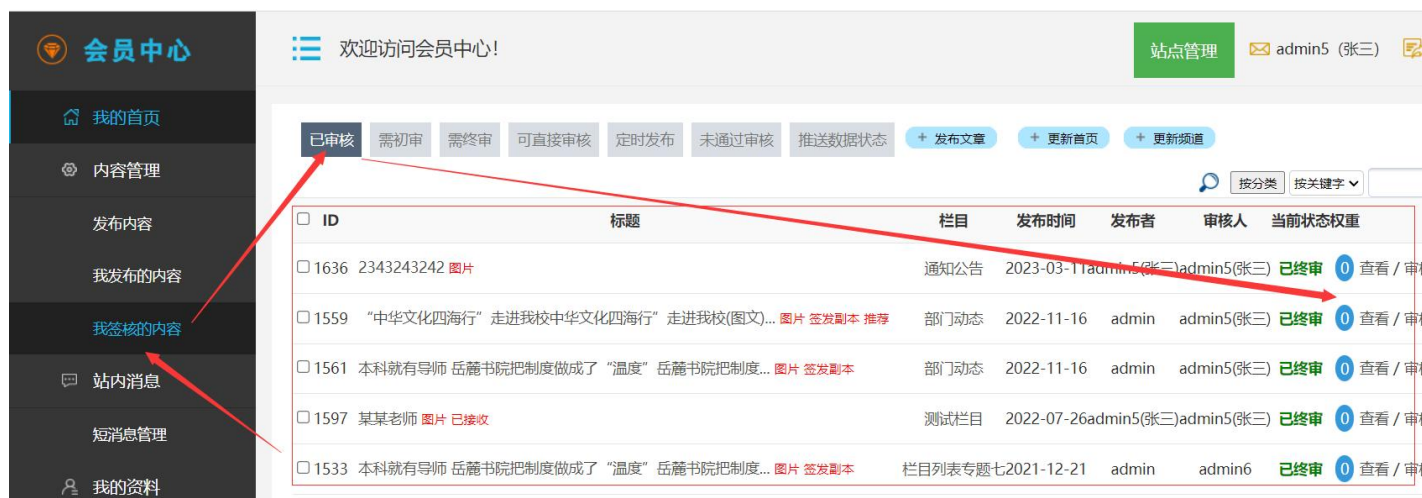 会员中心
欢迎访问会员中心！
站点管理
admin5 (张三)
我的首页
内容管理
发布内容
我发布的内容
我签核的内容
站内消息
短消息管理
我的资料
已审核 需初审 需终审 可直接审核 定时发布 未通过审核 推送数据状态 + 发布文章 + 更新首页 + 更新频道
按分类 按关键字
ID 标题 栏目 发布时间 发布者 审核人 当前状态 权重
1636 2343243242 图片 通知公告 2023-03-11 admin5(张三) admin5(张三) 已终审 0 查看 / 审核
1559 “中华文化四海行”走进我校中华文化四海行”走进我校(图文)... 图片 签发副本 推荐 部门动态 2022-11-16 admin admin5(张三) 已终审 0 查看 /
1561 本科就有导师 岳麓书院把制度做成了“温度”岳麓书院把制度... 图片 签发副本 部门动态 2022-11-16 admin admin5(张三) 已终审 0 查看 /
1597 某某老师 图片 已接收 测试栏目 2022-07-26 admin5(张三) admin5(张三) 已终审 0 查看 /
1533 本科就有导师 岳麓书院把制度做成了“温度”岳麓书院把制度... 图片 签发副本 栏目列表专题七 2021-12-21 admin admin6 已终审 0 查看 /